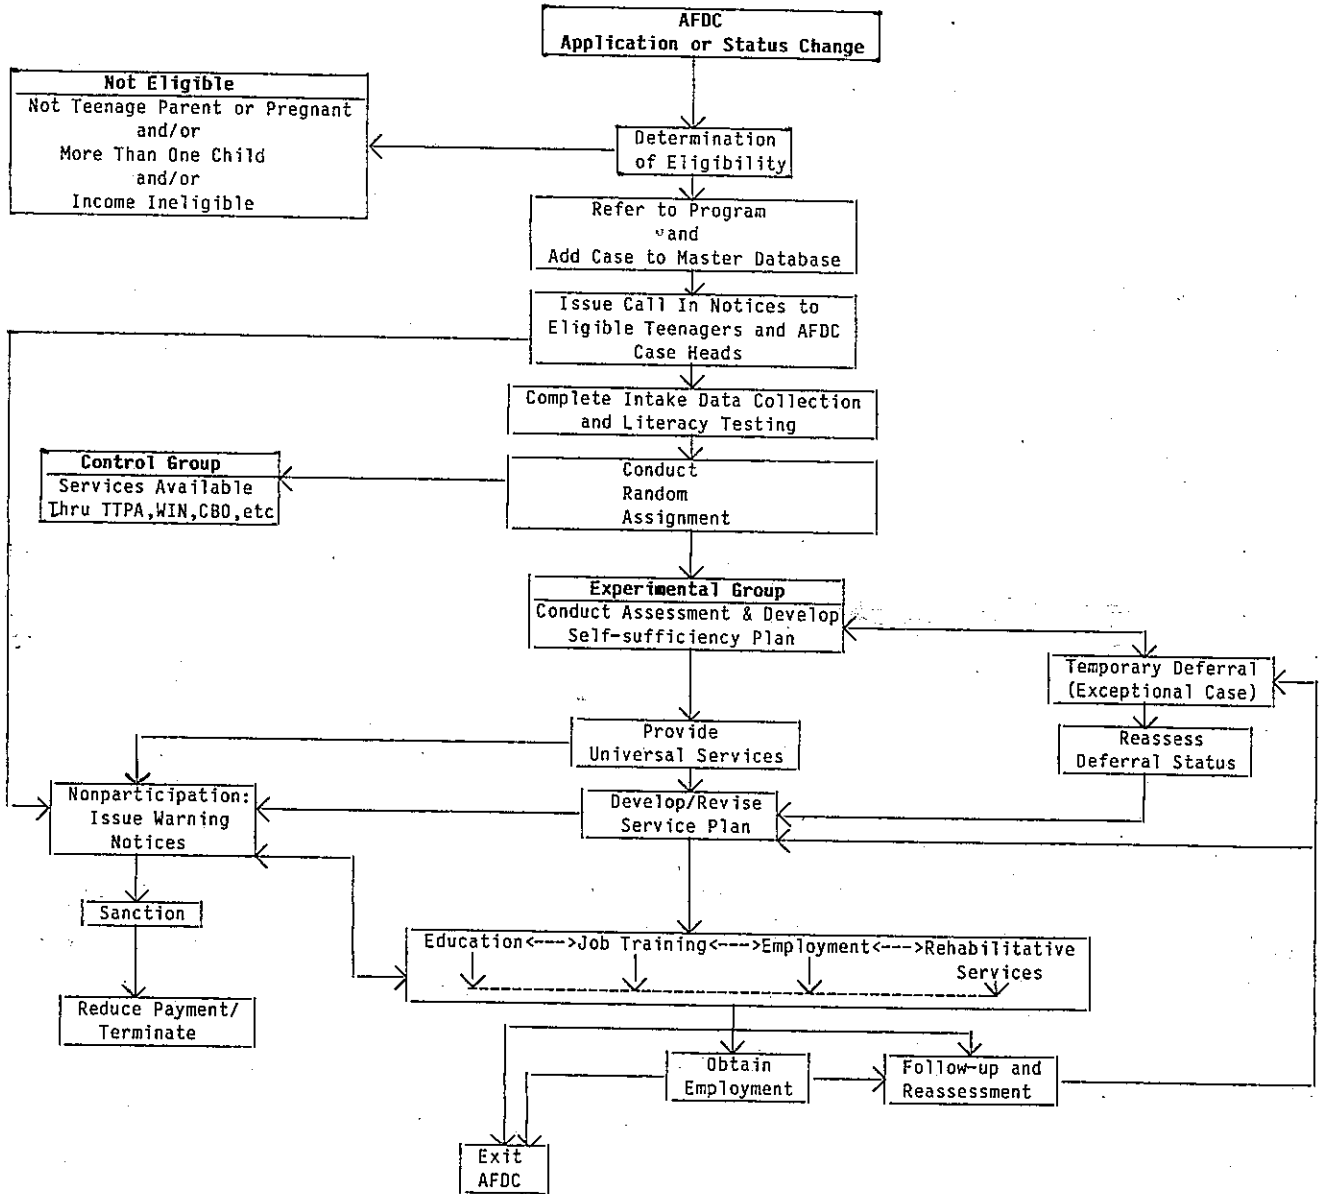 AFDC
Application or Status Change
Not Eligible
Not Teenage Parent or Pregnant
and/or
More Than One Child
and/or
Income Ineligible
Determination
of Eligibility
Refer to Program
and
Add Case to Master Database
Issue Call In Notices to
Eligible Teenagers and AFDC
Case Heads
Complete Intake Data Collection
and Literacy Testing
Control Group
Services Available
Thru TTPA,WIN,CBO,etc
Conduct
Random
Assignment
Experimental Group
Conduct Assessment & Develop
Self-sufficiency Plan
Temporary Deferral
(Exceptional Case)
Reassess
Deferral Status
Provide
Universal Services
Nonparticipation:
Issue Warning
Notices
Develop/Revise
Service Plan
Sanction
Reduce Payment/
Terminate
Education<--->Job Training<--->Employment<--->Rehabilitative
Services
Obtain
Employment
Follow-up and
Reassessment
Exit
AFDC